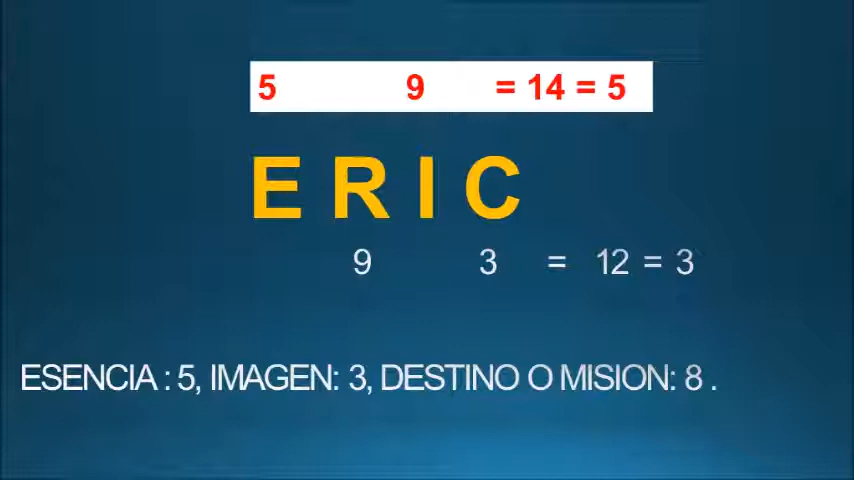 5 9 = 14 = 5
E R I C
9 3 = 12 = 3
ESENCIA : 5, IMAGEN: 3, DESTINO O MISION: 8 .